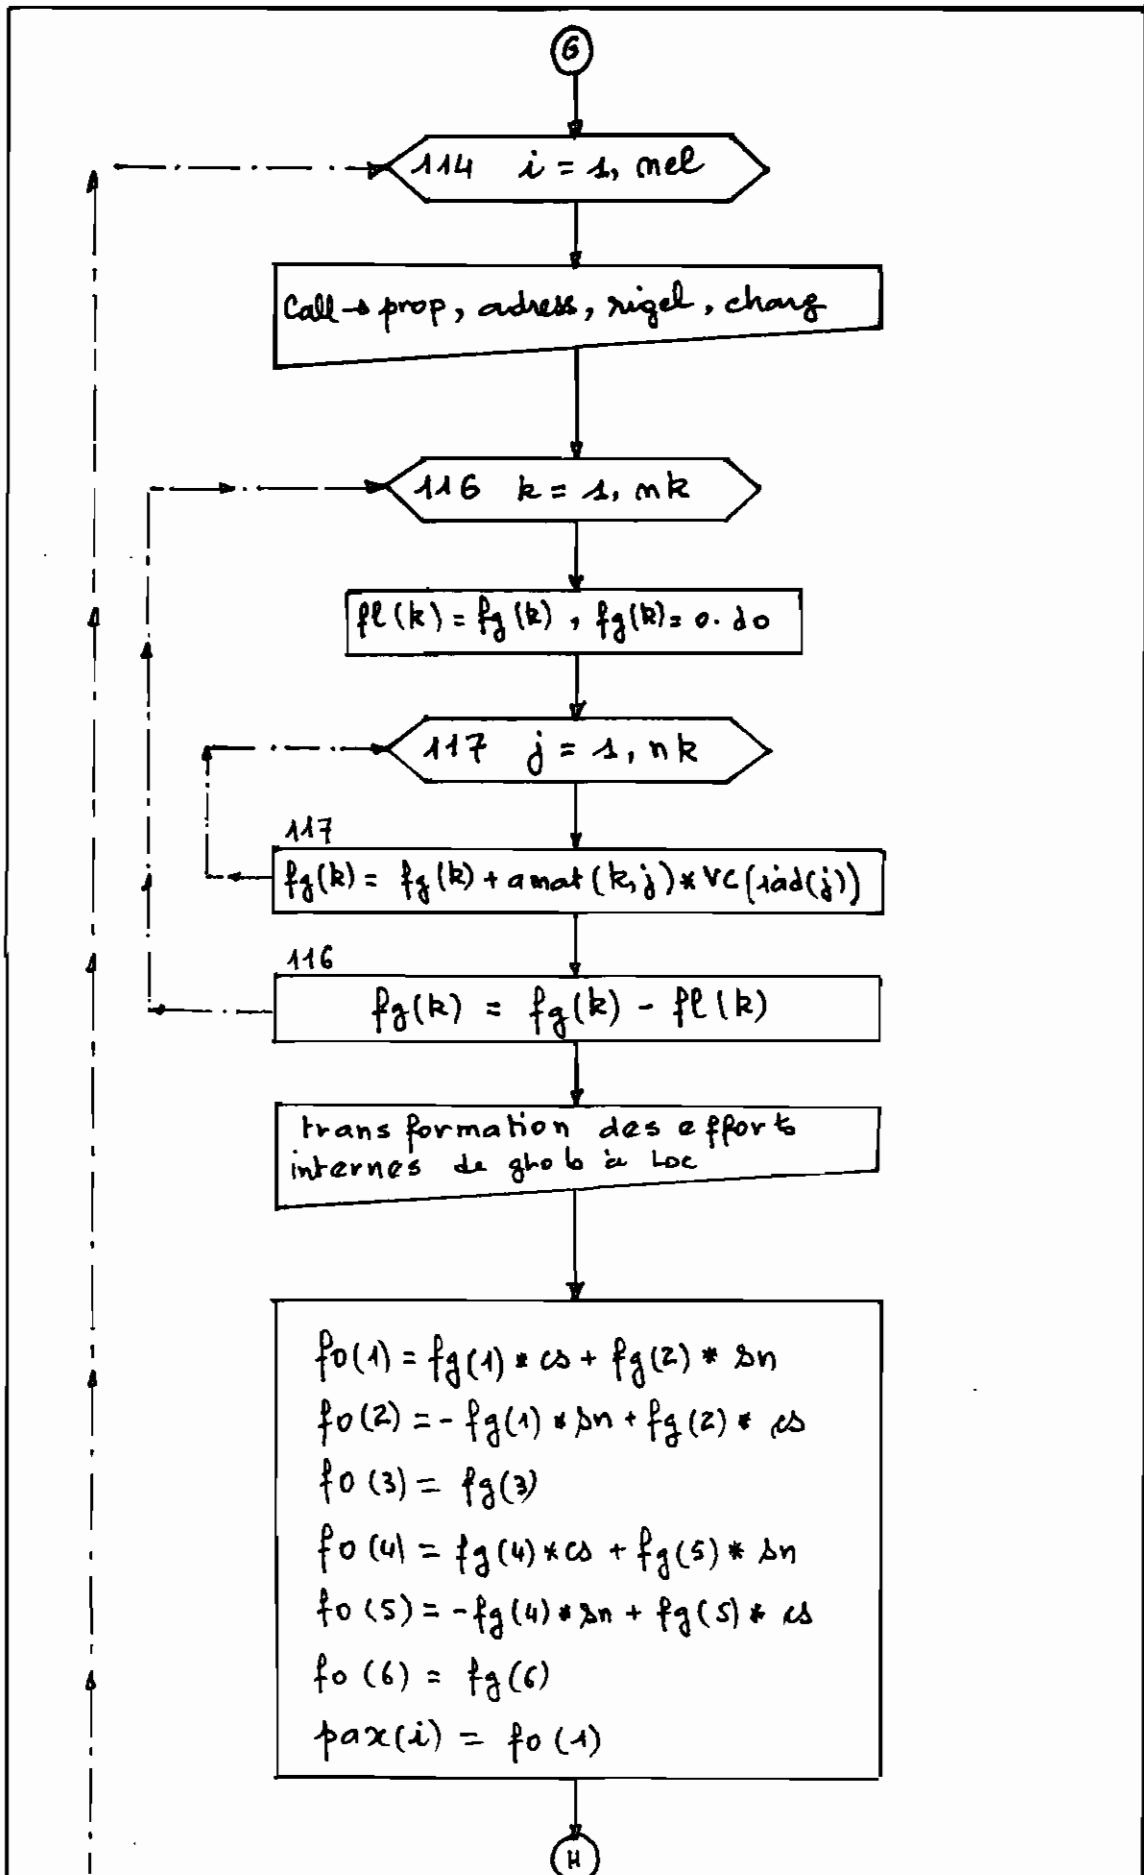 G
114 i = 1, nel
Call → prop, adress, rigel, charg
116 k = 1, nk
fl(k) = fg(k), fg(k) = 0.d0
117 j = 1, nk
117
fg(k) = fg(k) + amat(k,j) * VC(iad(j))
116
fg(k) = fg(k) - fl(k)
transformation des efforts
internes de glob à Loc
fo(1) = fg(1) * cs + fg(2) * sn
fo(2) = -fg(1) * sn + fg(2) * cs
fo(3) = fg(3)
fo(4) = fg(4) * cs + fg(5) * sn
fo(5) = -fg(4) * sn + fg(5) * cs
fo(6) = fg(6)
pax(i) = fo(1)
H